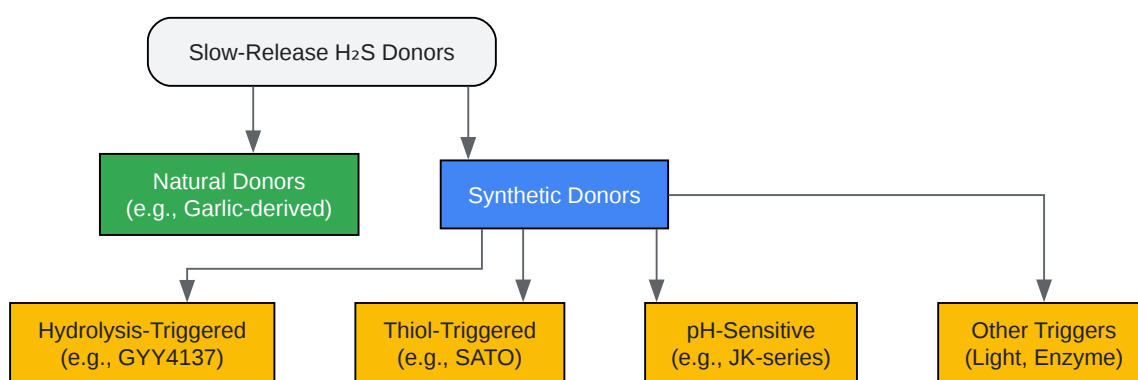 Slow-Release H₂S Donors
Natural Donors
(e.g., Garlic-derived)
Synthetic Donors
Hydrolysis-Triggered
(e.g., GYY4137)
Thiol-Triggered
(e.g., SATO)
pH-Sensitive
(e.g., JK-series)
Other Triggers
(Light, Enzyme)